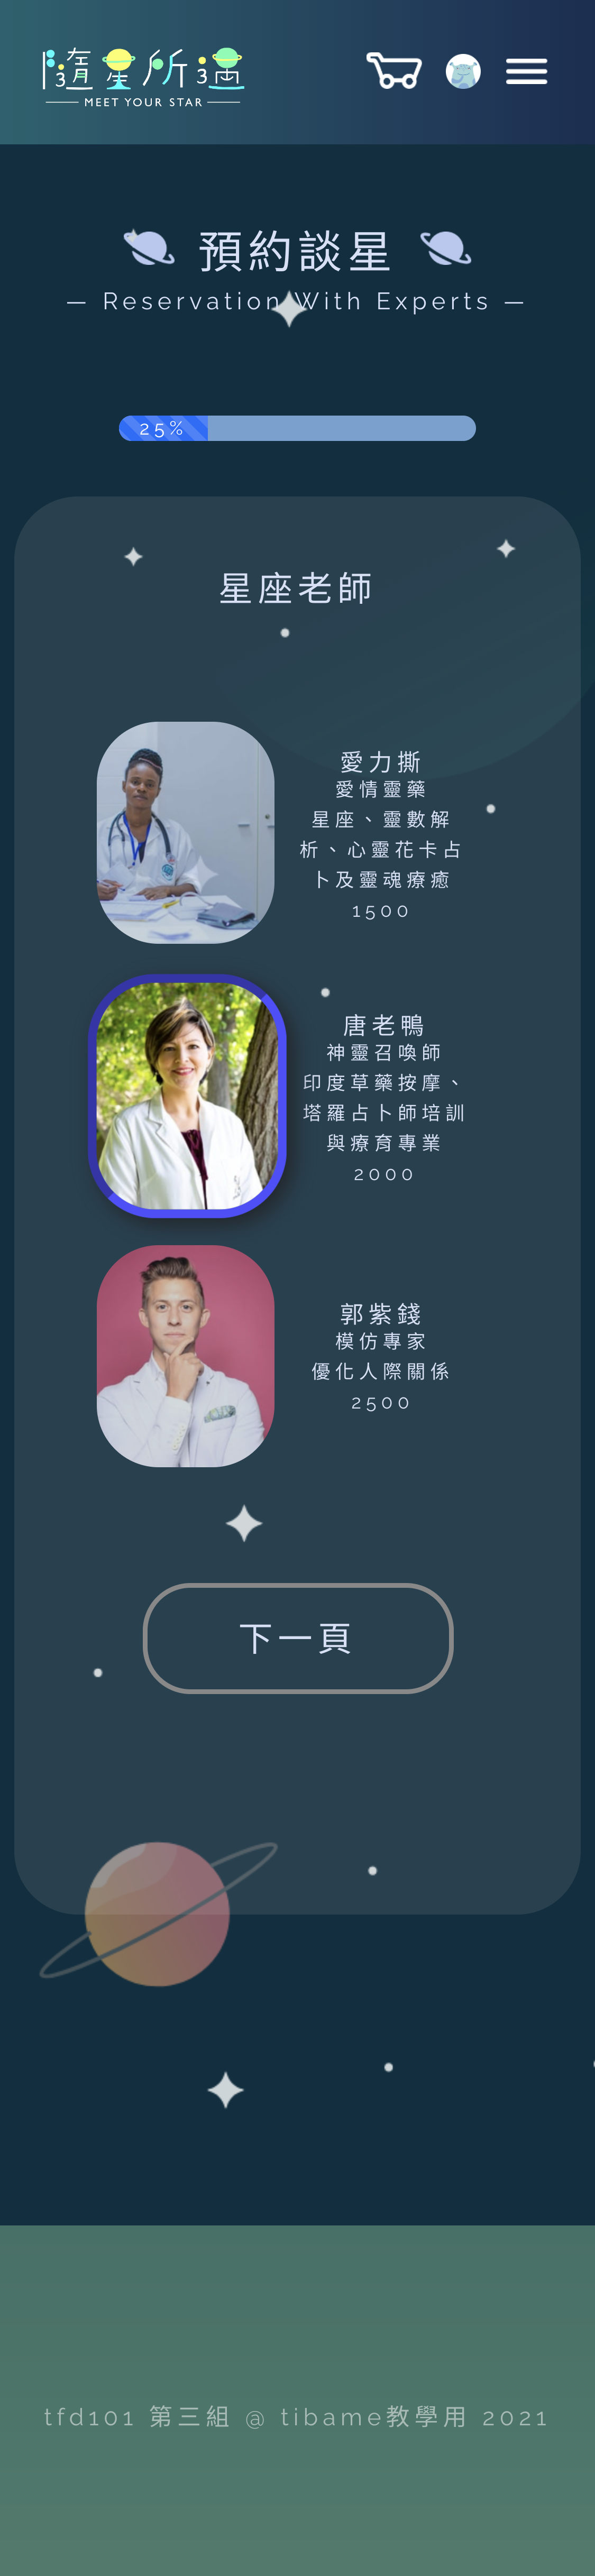 隨星所遇
MEET YOUR STAR
預約談星
— Reservation With Experts —
25%
星座老師
愛力撕
愛情靈藥
星座、靈數解
析、心靈花卡占
卜及靈魂療癒
1500
唐老鴨
神靈召喚師
印度草藥按摩、
塔羅占卜師培訓
與療育專業
2000
郭紫錢
模仿專家
優化人際關係
2500
下一頁
tfd101 第三組 @ tibame教學用 2021